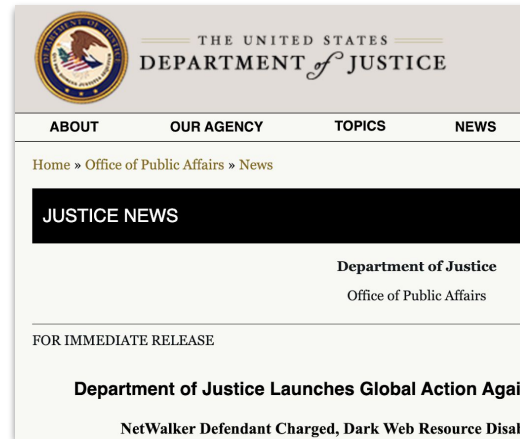 THE UNITED STATES
DEPARTMENT of JUSTICE
ABOUT OUR AGENCY TOPICS NEWS
Home » Office of Public Affairs » News
JUSTICE NEWS
Department of Justice
Office of Public Affairs
FOR IMMEDIATE RELEASE
Department of Justice Launches Global Action Agai
NetWalker Defendant Charged, Dark Web Resource Disab